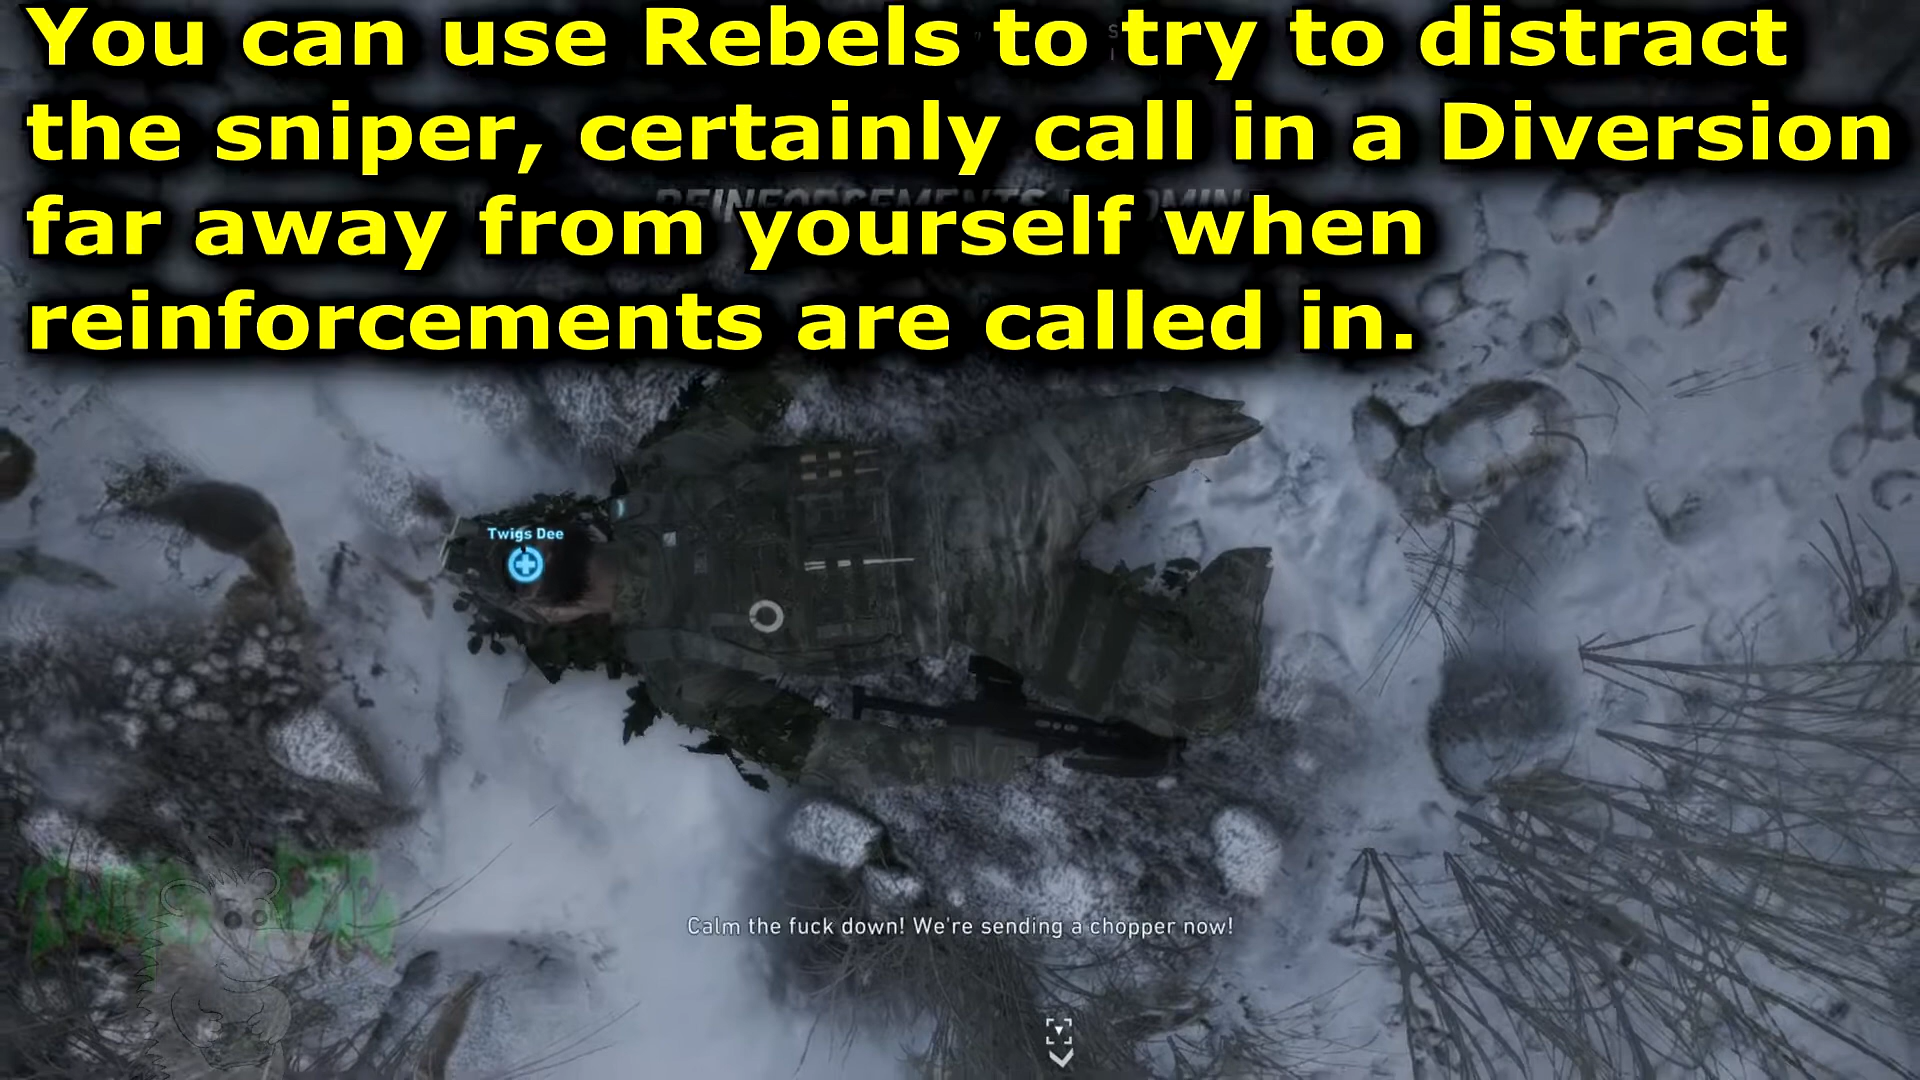 You can use Rebels to try to distract
the sniper, certainly call in a Diversion
far away from yourself when
reinforcements are called in.
Twigs Dee
Calm the fuck down! We're sending a chopper now!